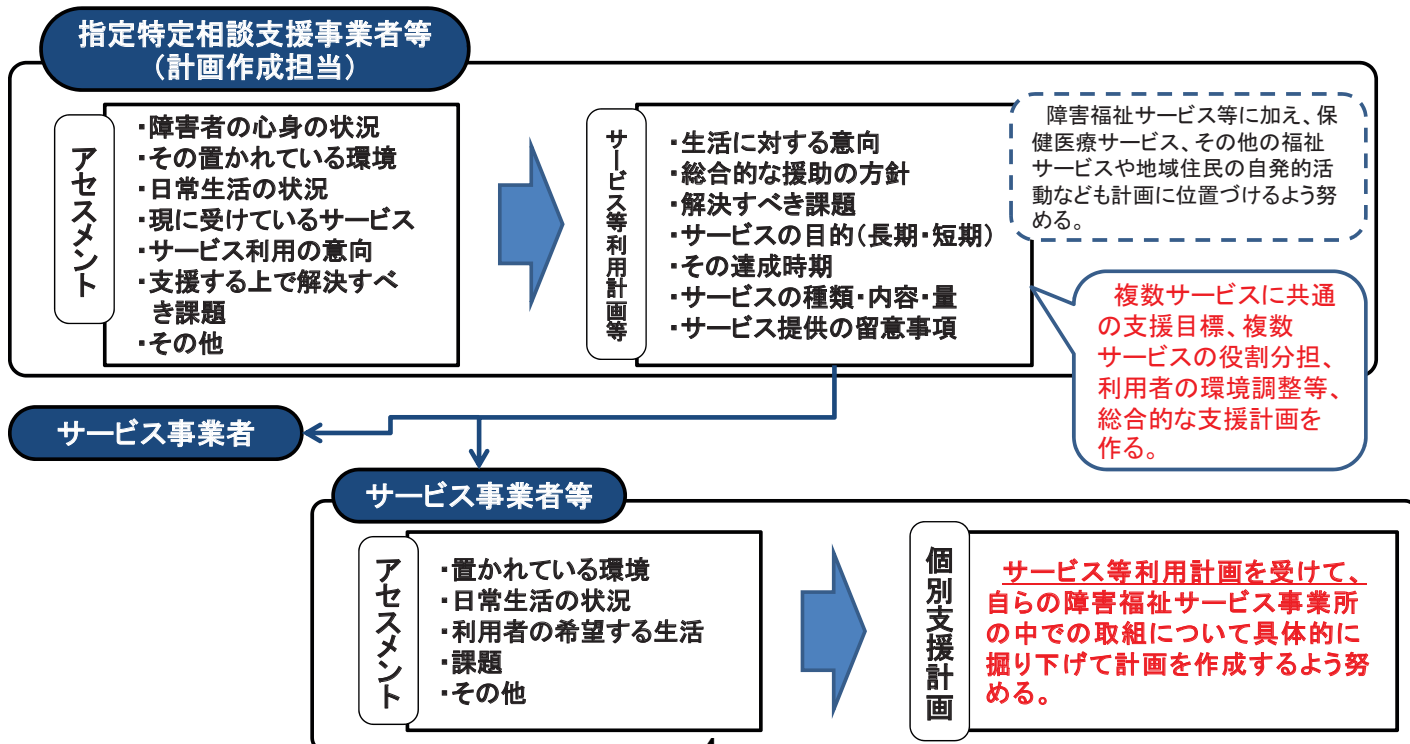 指定特定相談支援事業者等
（計画作成担当）
アセスメント
・障害者の心身の状況
・その置かれている環境
・日常生活の状況
・現に受けているサービス
・サービス利用の意向
・支援する上で解決すべ
き課題
・その他
サービス等利用計画等
・生活に対する意向
・総合的な援助の方針
・解決すべき課題
・サービスの目的（長期・短期）
・その達成時期
・サービスの種類・内容・量
・サービス提供の留意事項
障害福祉サービス等に加え、保
健医療サービス、その他の福祉
サービスや地域住民の自発的活
動なども計画に位置づけるよう努
める。
複数サービスに共通
の支援目標、複数
サービスの役割分担、
利用者の環境調整等、
総合的な支援計画を
作る。
サービス事業者
サービス事業者等
アセスメント
・置かれている環境
・日常生活の状況
・利用者の希望する生活
・課題
・その他
個別支援計画
サービス等利用計画を受けて、
自らの障害福祉サービス事業所
の中での取組について具体的に
掘り下げて計画を作成するよう努
める。